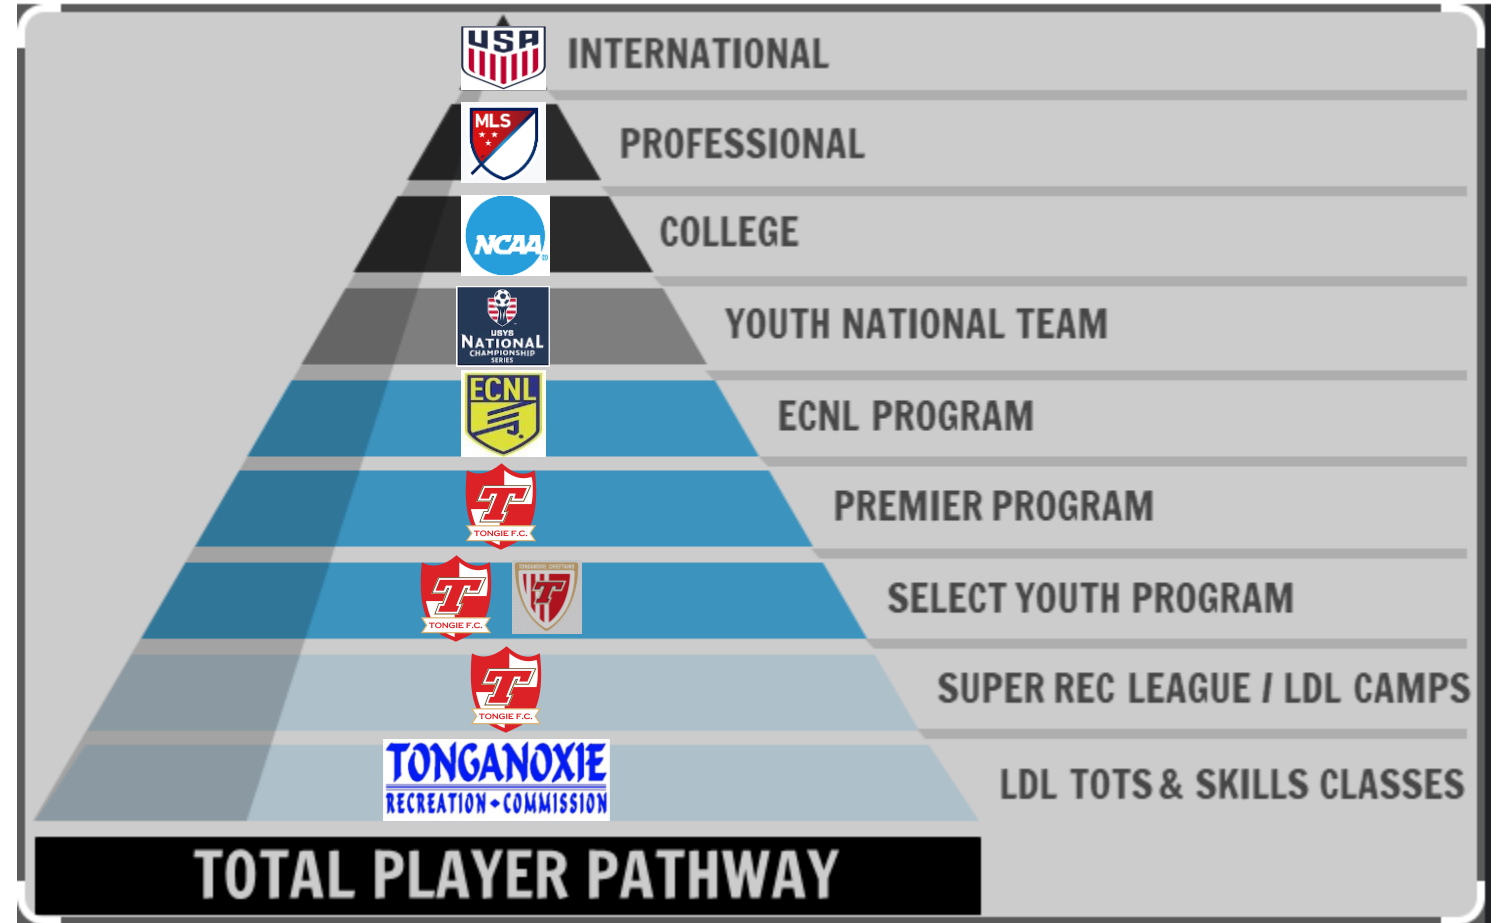 USA
INTERNATIONAL
MLS
PROFESSIONAL
NCAA
®
COLLEGE
USYS
NATIONAL
CHAMPIONSHIP
SERIES
YOUTH NATIONAL TEAM
ECNL
ECNL PROGRAM
T
TONGIE F.C.
PREMIER PROGRAM
T
TONGIE F.C.
TONGANOXIE CHIEFTAINS
T
SELECT YOUTH PROGRAM
T
TONGIE F.C.
SUPER REC LEAGUE / LDL CAMPS
TONGANOXIE
RECREATION COMMISSION
LDL TOTS & SKILLS CLASSES
TOTAL PLAYER PATHWAY